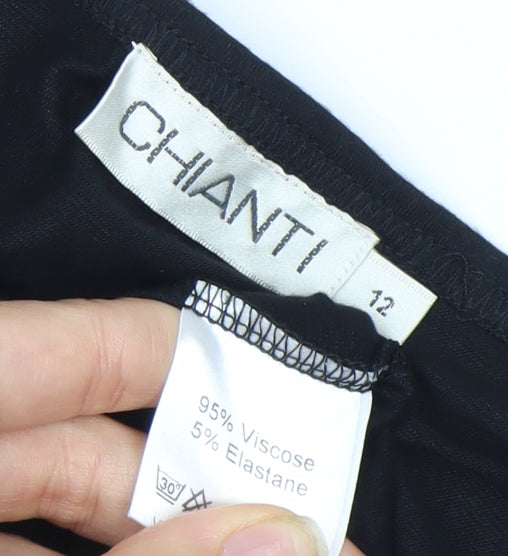 CHIANTI
12
95% Viscose
5% Elastane
30°